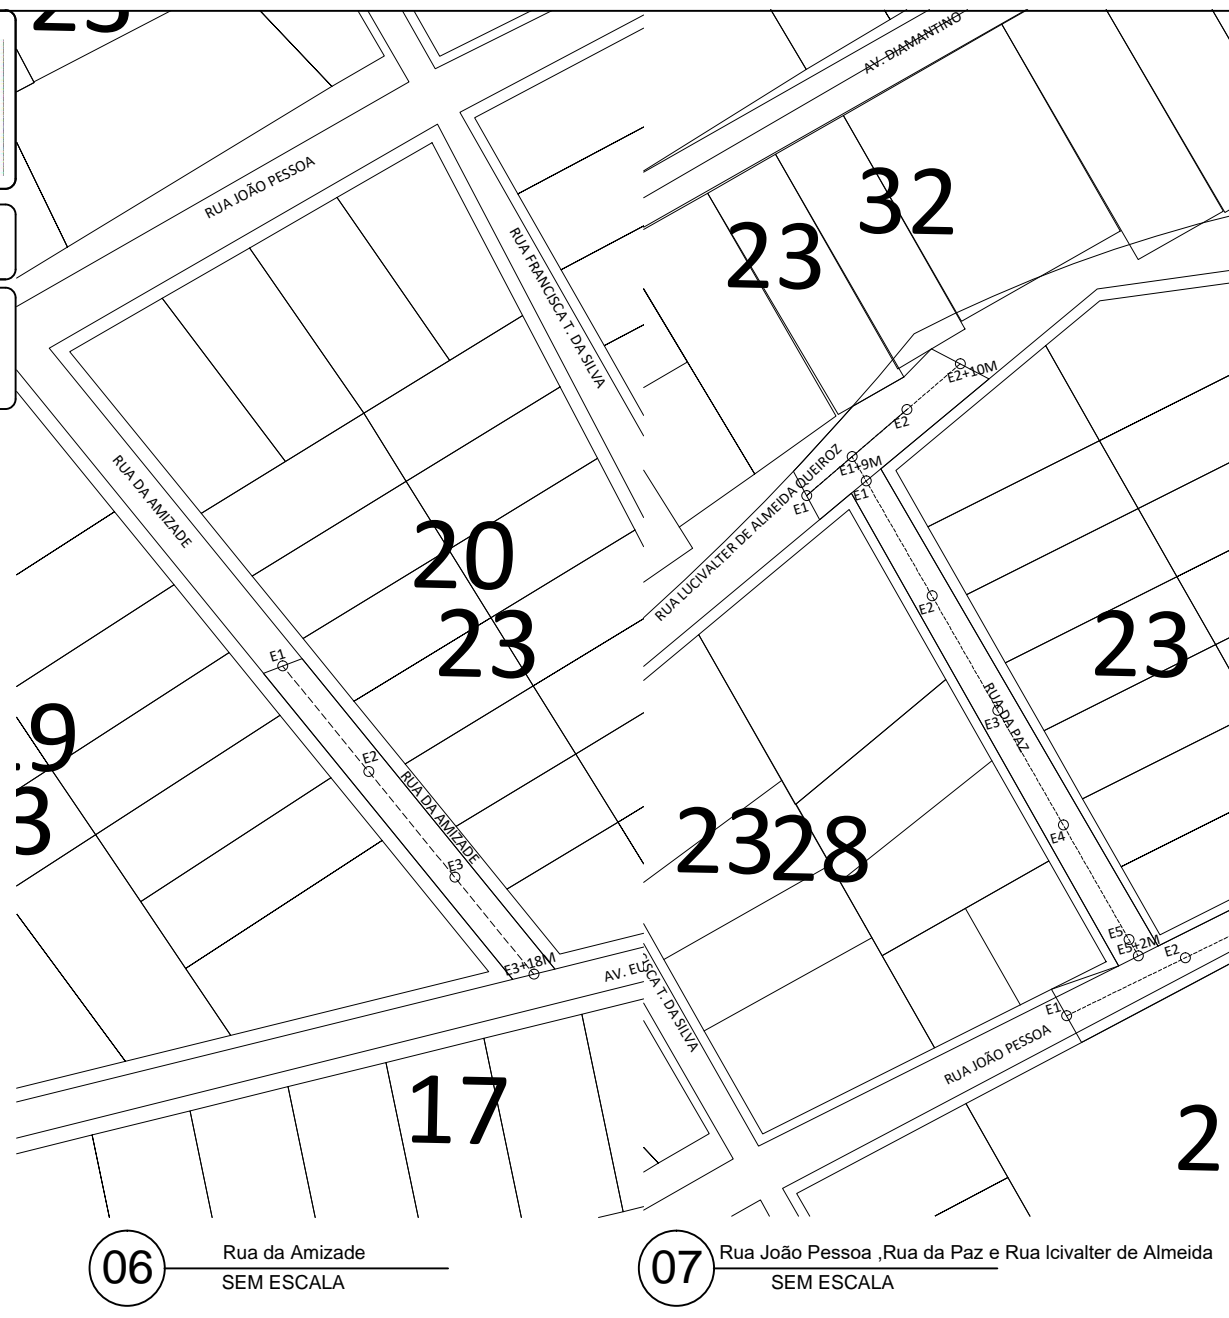 23
RUA JOÃO PESSOA
RUA FRANCISCA T. DA SILVA
RUA DA AMIZADE
20
23
E1
E2
RUA DA AMIZADE
E3
E3+18M
9
3
AV. EU
17
AV. DIAMANTINO
32
23
E2+10M
E2
E1+9M
E1
E1
RUA LUCIVALTER DE ALMEIDA QUEIROZ
E2
23
RUA DA PAZ
E3
E4
2328
E5
E5+2M
E2
E1
RUA JOÃO PESSOA
ISCA T. DA SILVA
2
06
Rua da Amizade
SEM ESCALA
07
Rua João Pessoa ,Rua da Paz e Rua lcivalter de Almeida
SEM ESCALA